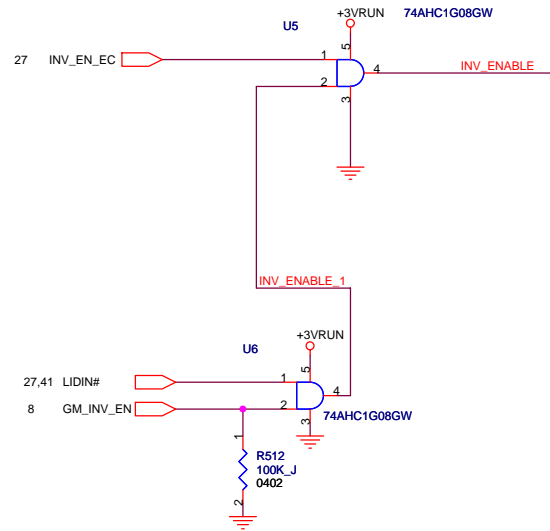 +3VRUN 74AHC1G08GW
U5
5
27 INV_EN_EC 1
4 INV_ENABLE
2
3
INV_ENABLE_1
+3VRUN
U6
5
27,41 LIDIN# 1
4
8 GM_INV_EN 2
74AHC1G08GW
3
1
R512
100K_J
0402
2